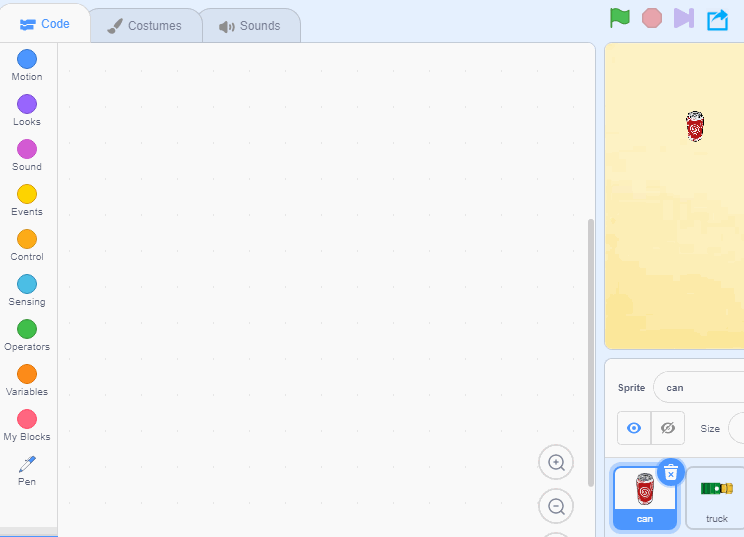 Code
Costumes
Sounds
Motion
Looks
Sound
Events
Control
Sensing
Operators
Variables
My Blocks
Pen
Sprite
can
Size
can
truck